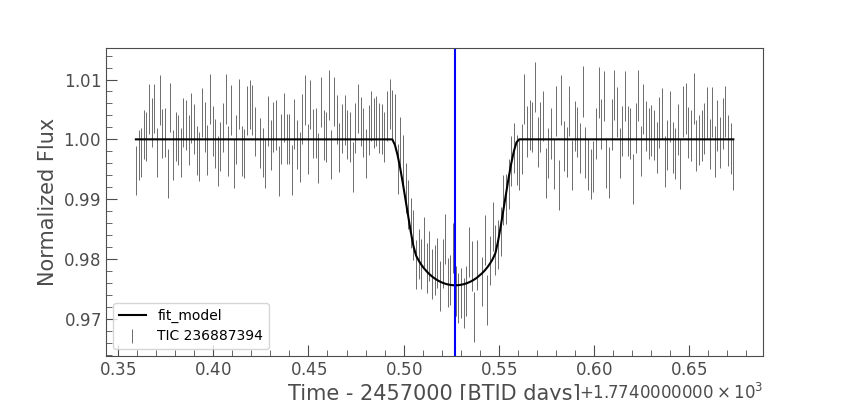 1.01
1.00
0.99
0.98
0.97
Normalized Flux
fit_model
TIC 236887394
0.35 0.40 0.45 0.50 0.55 0.60 0.65
Time - 2457000 [BTJD days]
+1.7740000000 × 10³